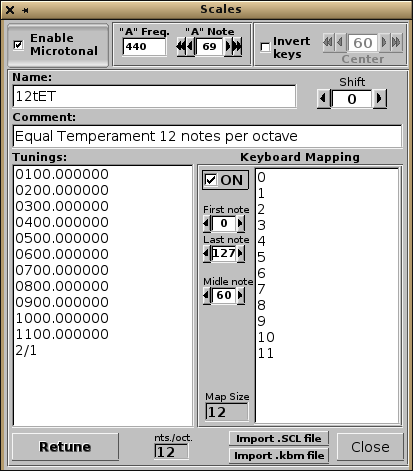 Scales
Enable
Microtonal
"A" Freq.
440
"A" Note
69
Invert
keys
60
Center
Name:
12tET
Shift
0
Comment:
Equal Temperament 12 notes per octave
Tunings:
0100.000000
0200.000000
0300.000000
0400.000000
0500.000000
0600.000000
0700.000000
0800.000000
0900.000000
1000.000000
1100.000000
2/1
Keyboard Mapping
ON
First note
0
Last note
127
Midle note
60
Map Size
12
0
1
2
3
4
5
6
7
8
9
10
11
Retune
nts./oct.
12
Import .SCL file
Import .kbm file
Close